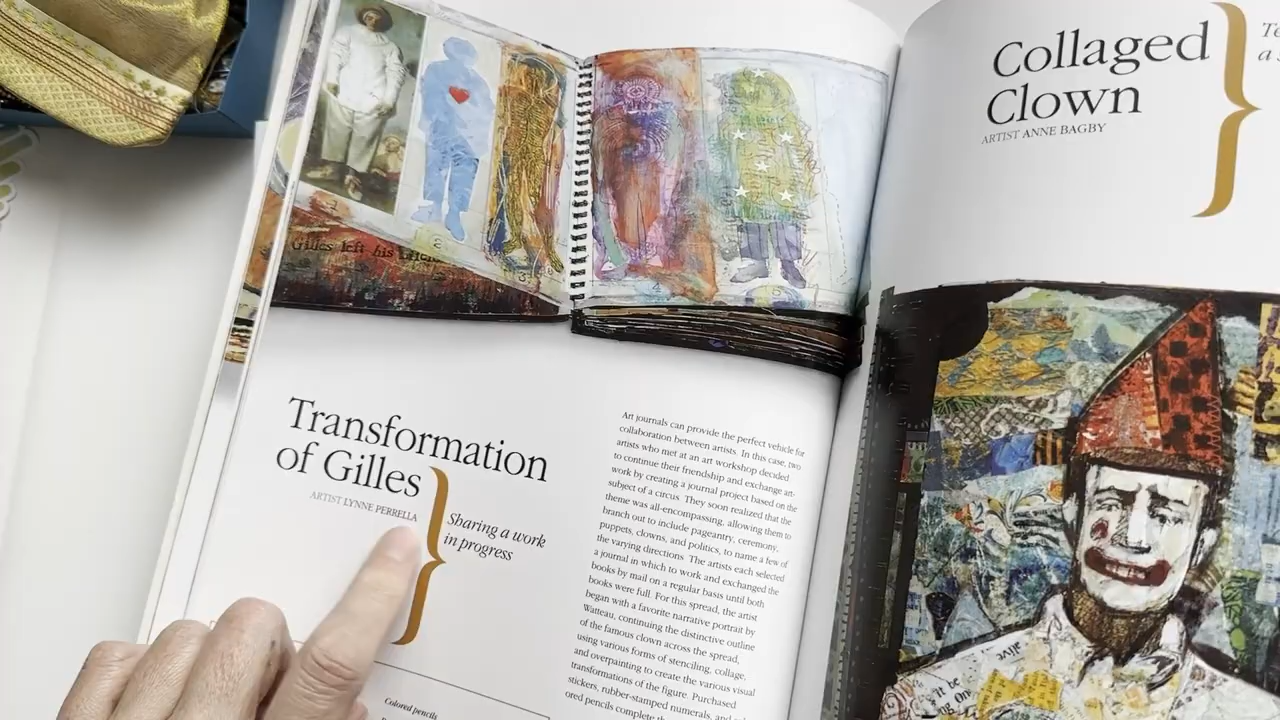 Gilles left his
2
3
Transformation
of Gilles
ARTIST LYNNE PERRELLA
Sharing a work
in progress
Colored pencils
Art journals can provide the perfect vehicle for
collaboration between artists. In this case, two
artists who met at an art workshop decided
to continue their friendship and exchange art-
work by creating a journal project based on the
subject of a circus. They soon realized that the
theme was all-encompassing, allowing them to
branch out to include pageantry, ceremony,
puppets, clowns, and politics, to name a few of
the varying directions. The artists each selected
a journal in which to work and exchanged the
books by mail on a regular basis until both
books were full. For this spread, the artist
began with a favorite narrative portrait by
Watteau, continuing the distinctive outline
of the famous clown across the spread,
using various forms of stenciling, collage,
and overpainting to create the various visual
transformations of the figure. Purchased
stickers, rubber-stamped numerals, and
ored pencils complete
Collaged
Clown
ARTIST ANNE BAGBY
alive
it be